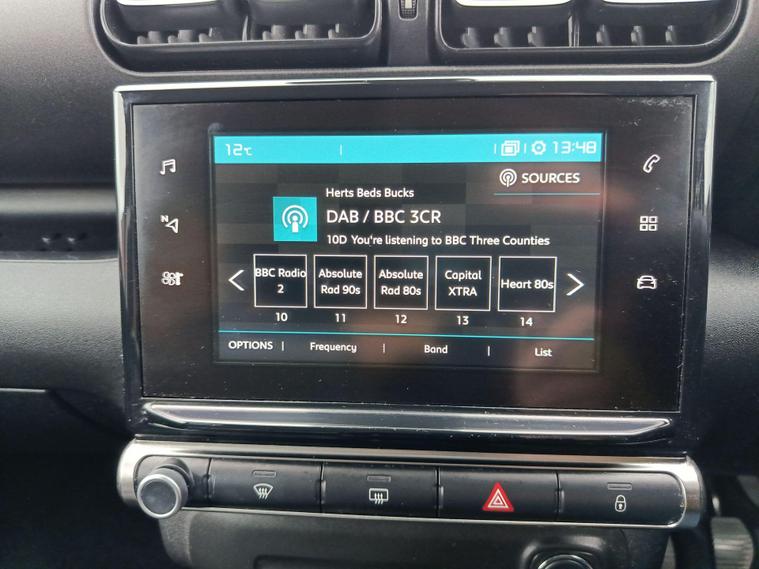 12°C
13:48
SOURCES
Herts Beds Bucks
DAB / BBC 3CR
10D You're listening to BBC Three Counties
BBC Radio
2
Absolute
Rad 90s
Absolute
Rad 80s
Capital
XTRA
Heart 80s
10
11
12
13
14
OPTIONS
Frequency
Band
List
N